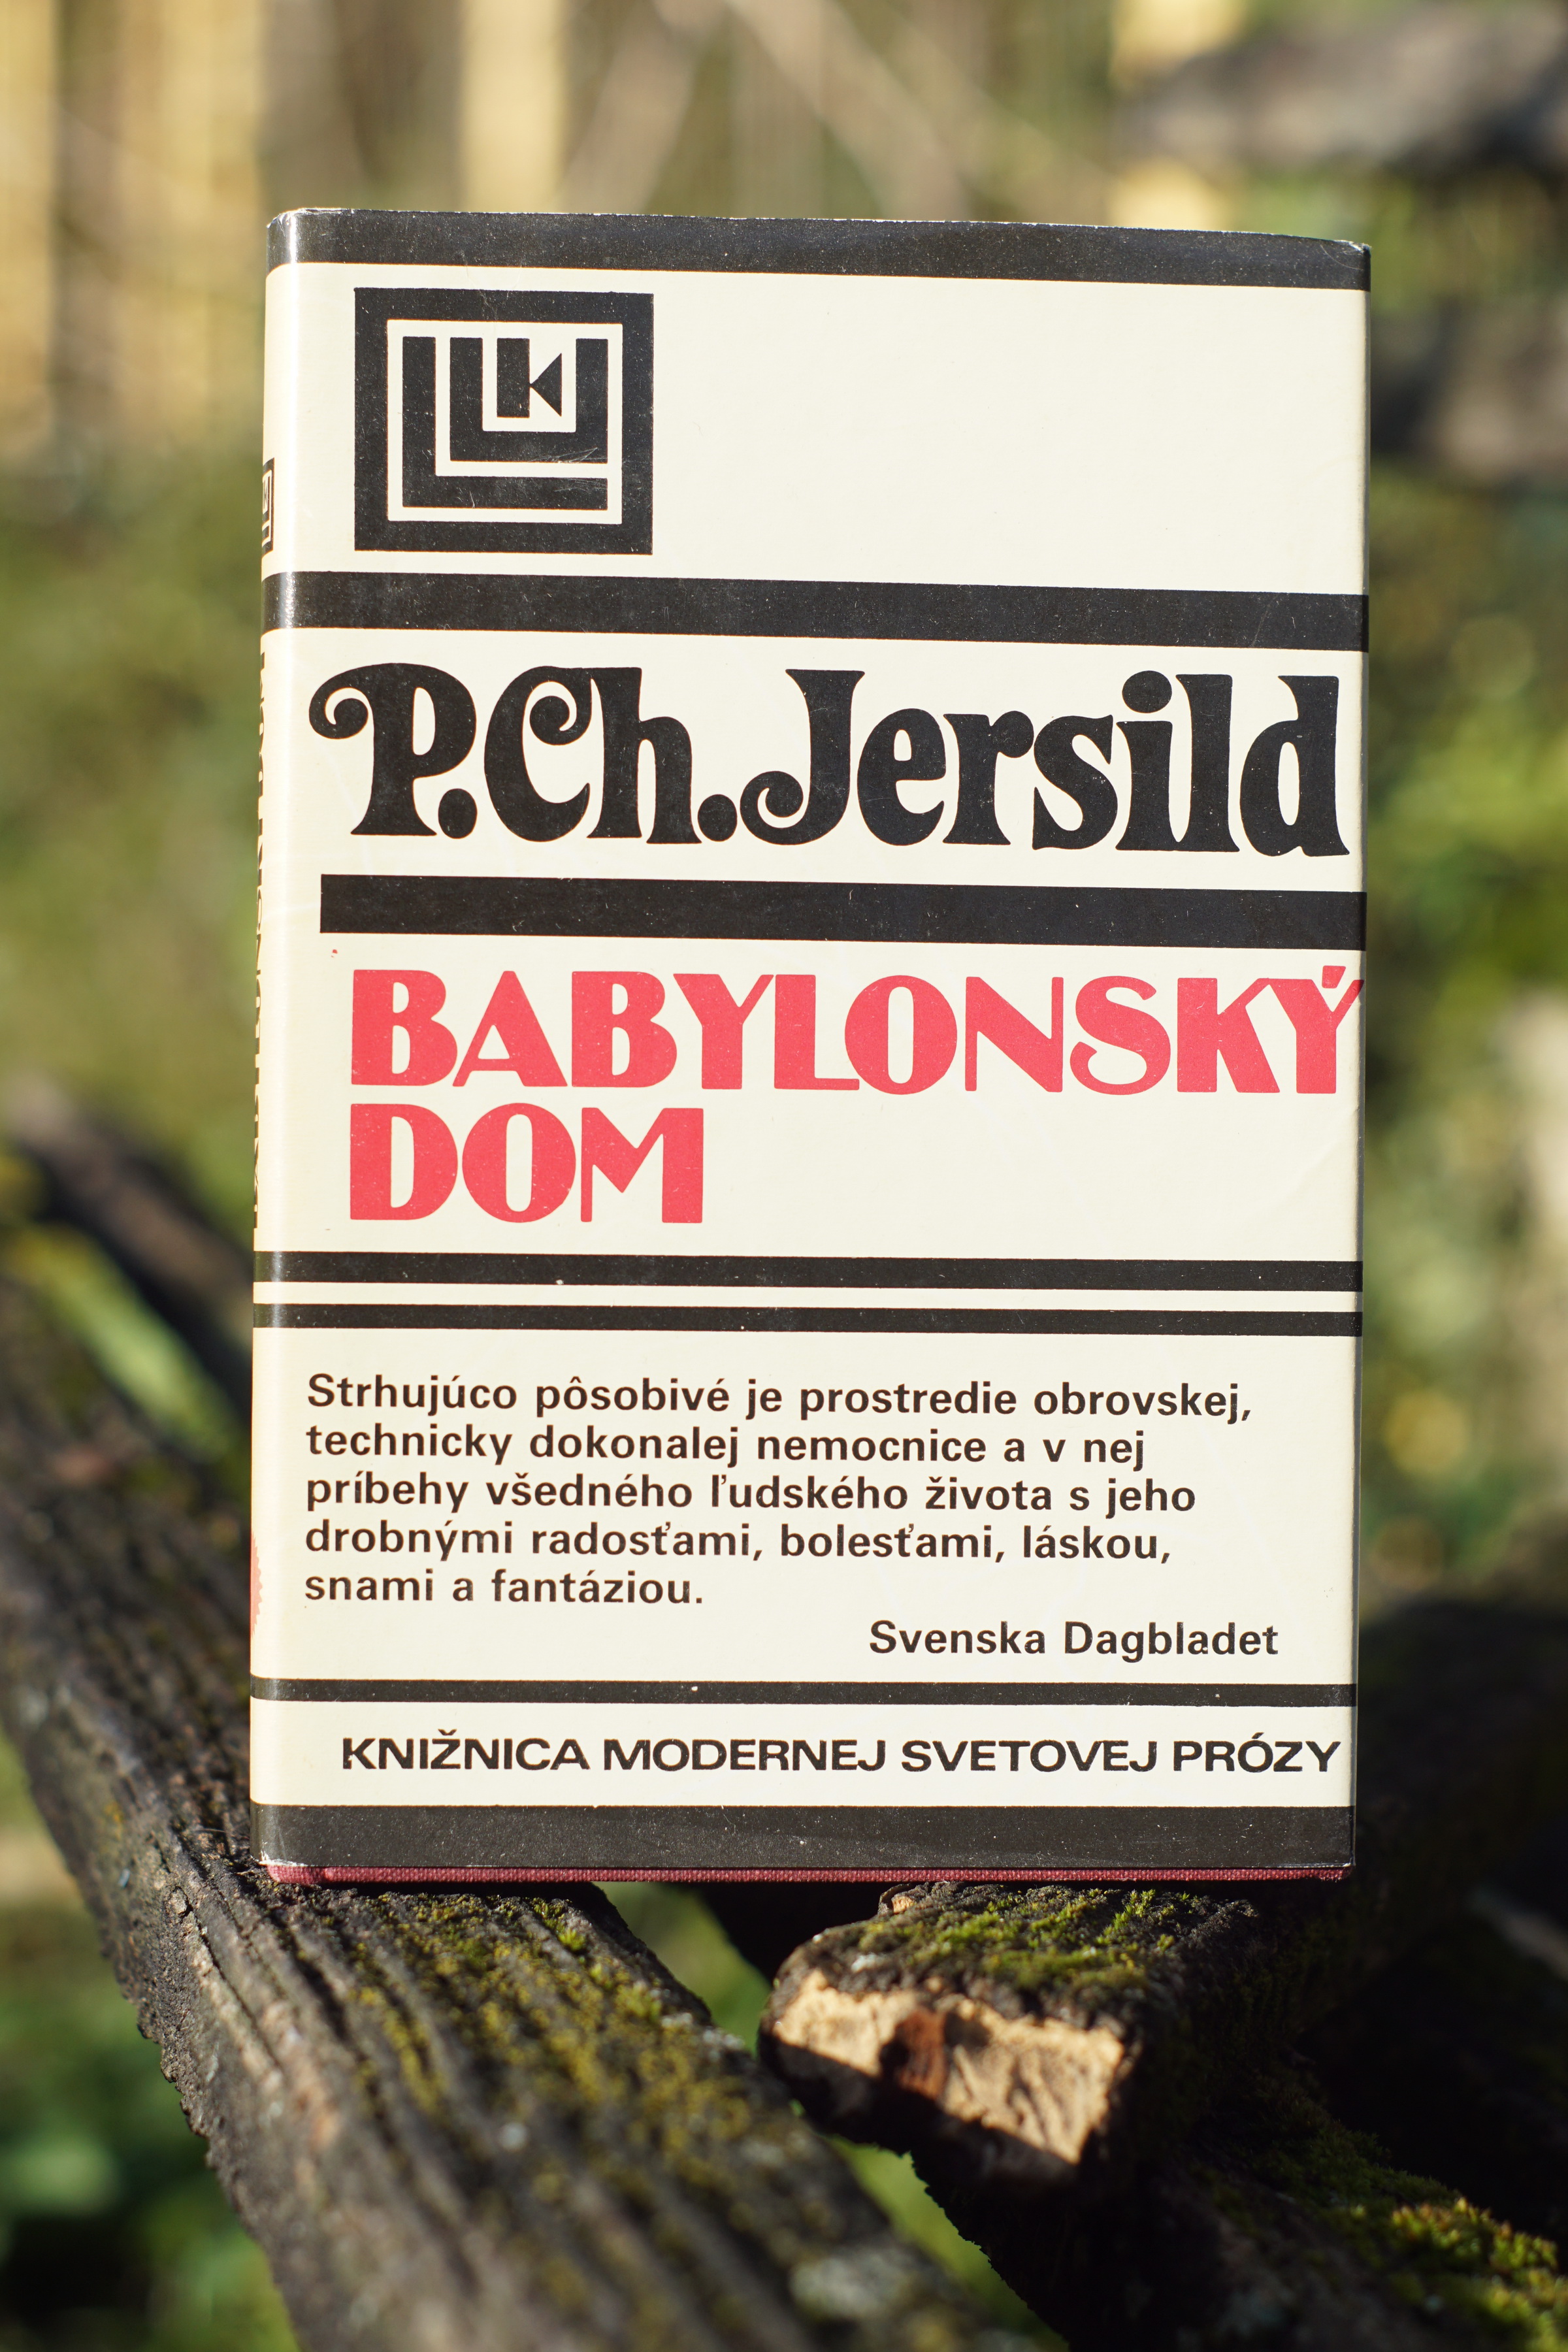 P.Ch.Jersild
BABYLONSKÝ
DOM
Strhujúco pôsobivé je prostredie obrovskej,
technicky dokonalej nemocnice a v nej
príbehy všedného ľudského života s jeho
drobnými radosťami, bolesťami, láskou,
snami a fantáziou.
Svenska Dagbladet
KNIŽNICA MODERNEJ SVETOVEJ PRÓZY